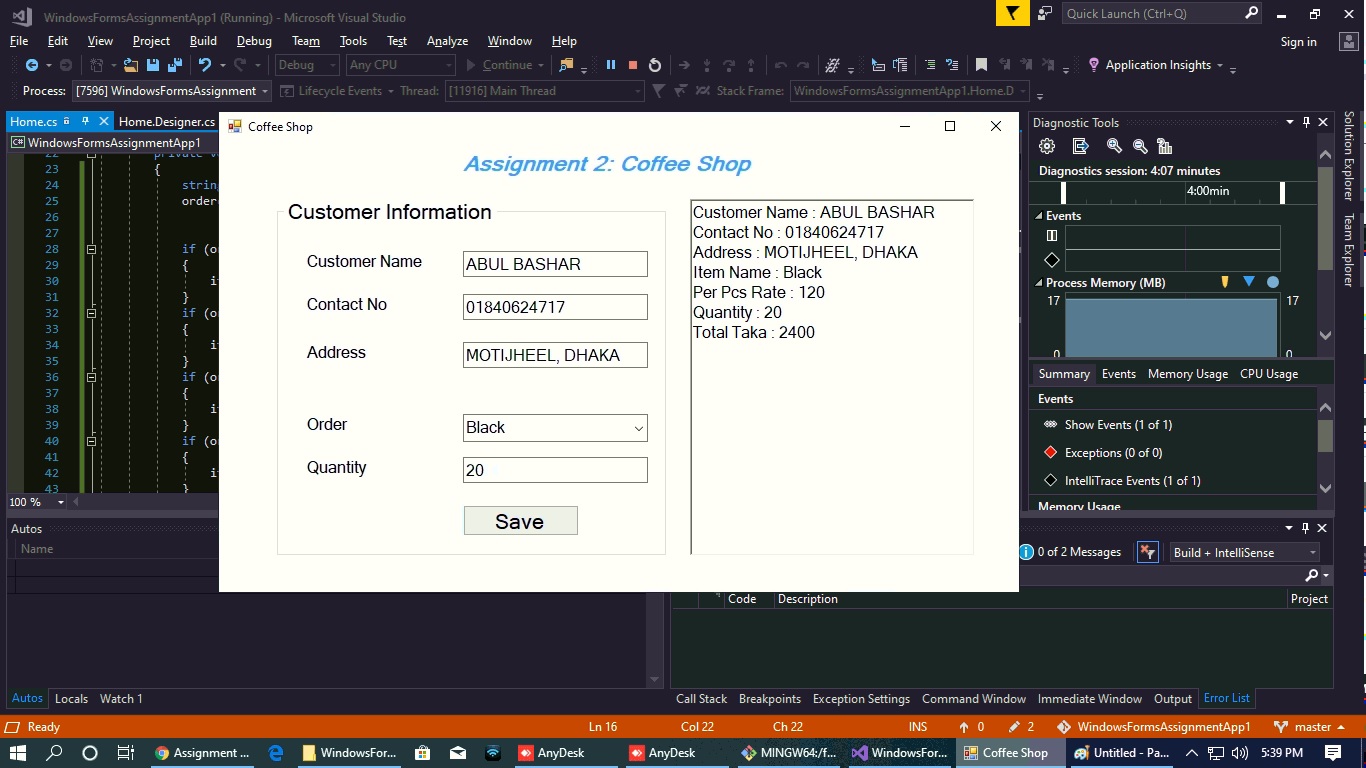 WindowsFormsAssignmentApp1 (Running) - Microsoft Visual Studio
Quick Launch (Ctrl+Q)
File Edit View Project Build Debug Team Tools Test Analyze Window Help
Sign in
Debug Any CPU Continue Application Insights
Process: [7596] WindowsFormsAssignment Lifecycle Events Thread: [11916] Main Thread Stack Frame: WindowsFormsAssignmentApp1.Home.D
Home.cs Home.Designer.cs
C# WindowsFormsAssignmentApp1
22 private
23 {
24
25 order
26
27
28 if (o
29 {
30 i
31 }
32 if (o
33 {
34 i
35 }
36 if (o
37 {
38 i
39 }
40 if (o
41 {
42 i
43 }
100 %
Coffee Shop
Assignment 2: Coffee Shop
Customer Information
Customer Name ABUL BASHAR
Contact No 01840624717
Address MOTIJHEEL, DHAKA
Order Black
Quantity 20
Save
Customer Name : ABUL BASHAR
Contact No : 01840624717
Address : MOTIJHEEL, DHAKA
Item Name : Black
Per Pcs Rate : 120
Quantity : 20
Total Taka : 2400
Diagnostic Tools
Diagnostics session: 4:07 minutes
4:00min
Events
Process Memory (MB)
17 17
0 0
Summary Events Memory Usage CPU Usage
Events
Show Events (1 of 1)
Exceptions (0 of 0)
IntelliTrace Events (1 of 1)
Memory Usage
Solution Explorer
Team Explorer
Autos
Name
0 of 2 Messages Build + IntelliSense
Code Description Project
Autos Locals Watch 1
Call Stack Breakpoints Exception Settings Command Window Immediate Window Output Error List
Ready Ln 16 Col 22 Ch 22 INS 0 2 WindowsFormsAssignmentApp1 master
Assignment ... WindowsFor... AnyDesk AnyDesk MINGW64:/f... WindowsFor... Coffee Shop Untitled - Pa... 5:39 PM